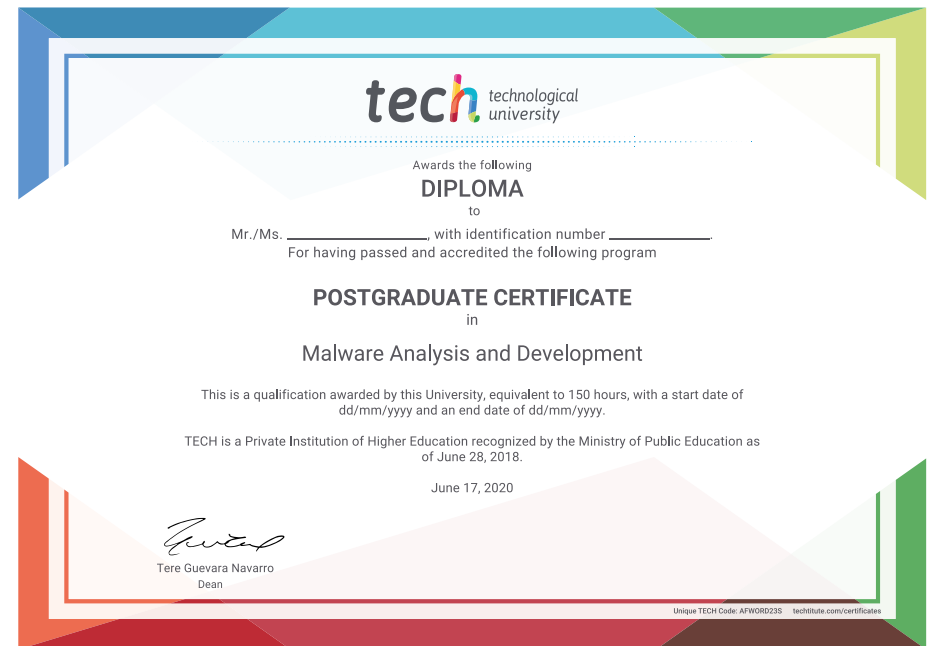 tech technological
university
Awards the following
DIPLOMA
to
Mr./Ms. ____________________, with identification number ______________.
For having passed and accredited the following program
POSTGRADUATE CERTIFICATE
in
Malware Analysis and Development
This is a qualification awarded by this University, equivalent to 150 hours, with a start date of
dd/mm/yyyy and an end date of dd/mm/yyyy.
TECH is a Private Institution of Higher Education recognized by the Ministry of Public Education as
of June 28, 2018.
June 17, 2020
Tere Guevara Navarro
Dean
Unique TECH Code: AFWORD23S techtitute.com/certificates